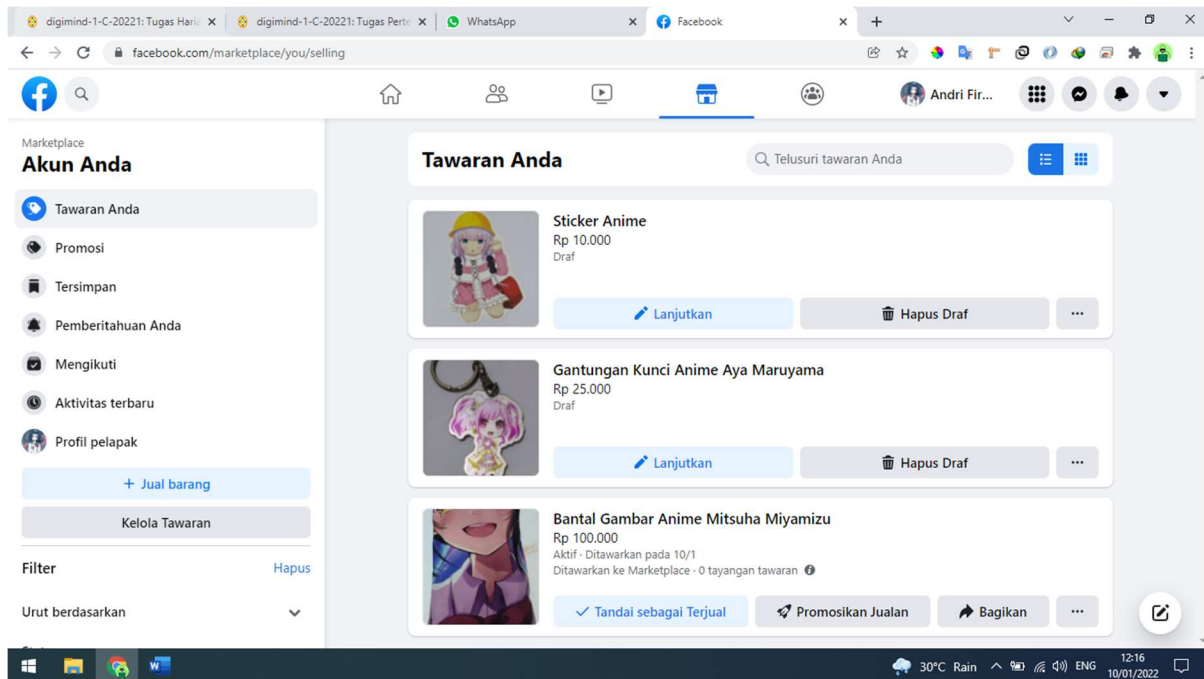 digimind-1-C-20221: Tugas Haria
digimind-1-C-20221: Tugas Perte
WhatsApp
Facebook
facebook.com/marketplace/you/selling
Andri Fir...
Marketplace
Akun Anda
Tawaran Anda
Promosi
Tersimpan
Pemberitahuan Anda
Mengikuti
Aktivitas terbaru
Profil pelapak
+ Jual barang
Kelola Tawaran
Filter
Hapus
Urut berdasarkan
Tawaran Anda
Telusuri tawaran Anda
Sticker Anime
Rp 10.000
Draf
Lanjutkan
Hapus Draf
Gantungan Kunci Anime Aya Maruyama
Rp 25.000
Draf
Lanjutkan
Hapus Draf
Bantal Gambar Anime Mitsuha Miyamizu
Rp 100.000
Aktif · Ditawarkan pada 10/1
Ditawarkan ke Marketplace · 0 tayangan tawaran
Tandai sebagai Terjual
Promosikan Jualan
Bagikan
30°C Rain
ENG
12:16
10/01/2022